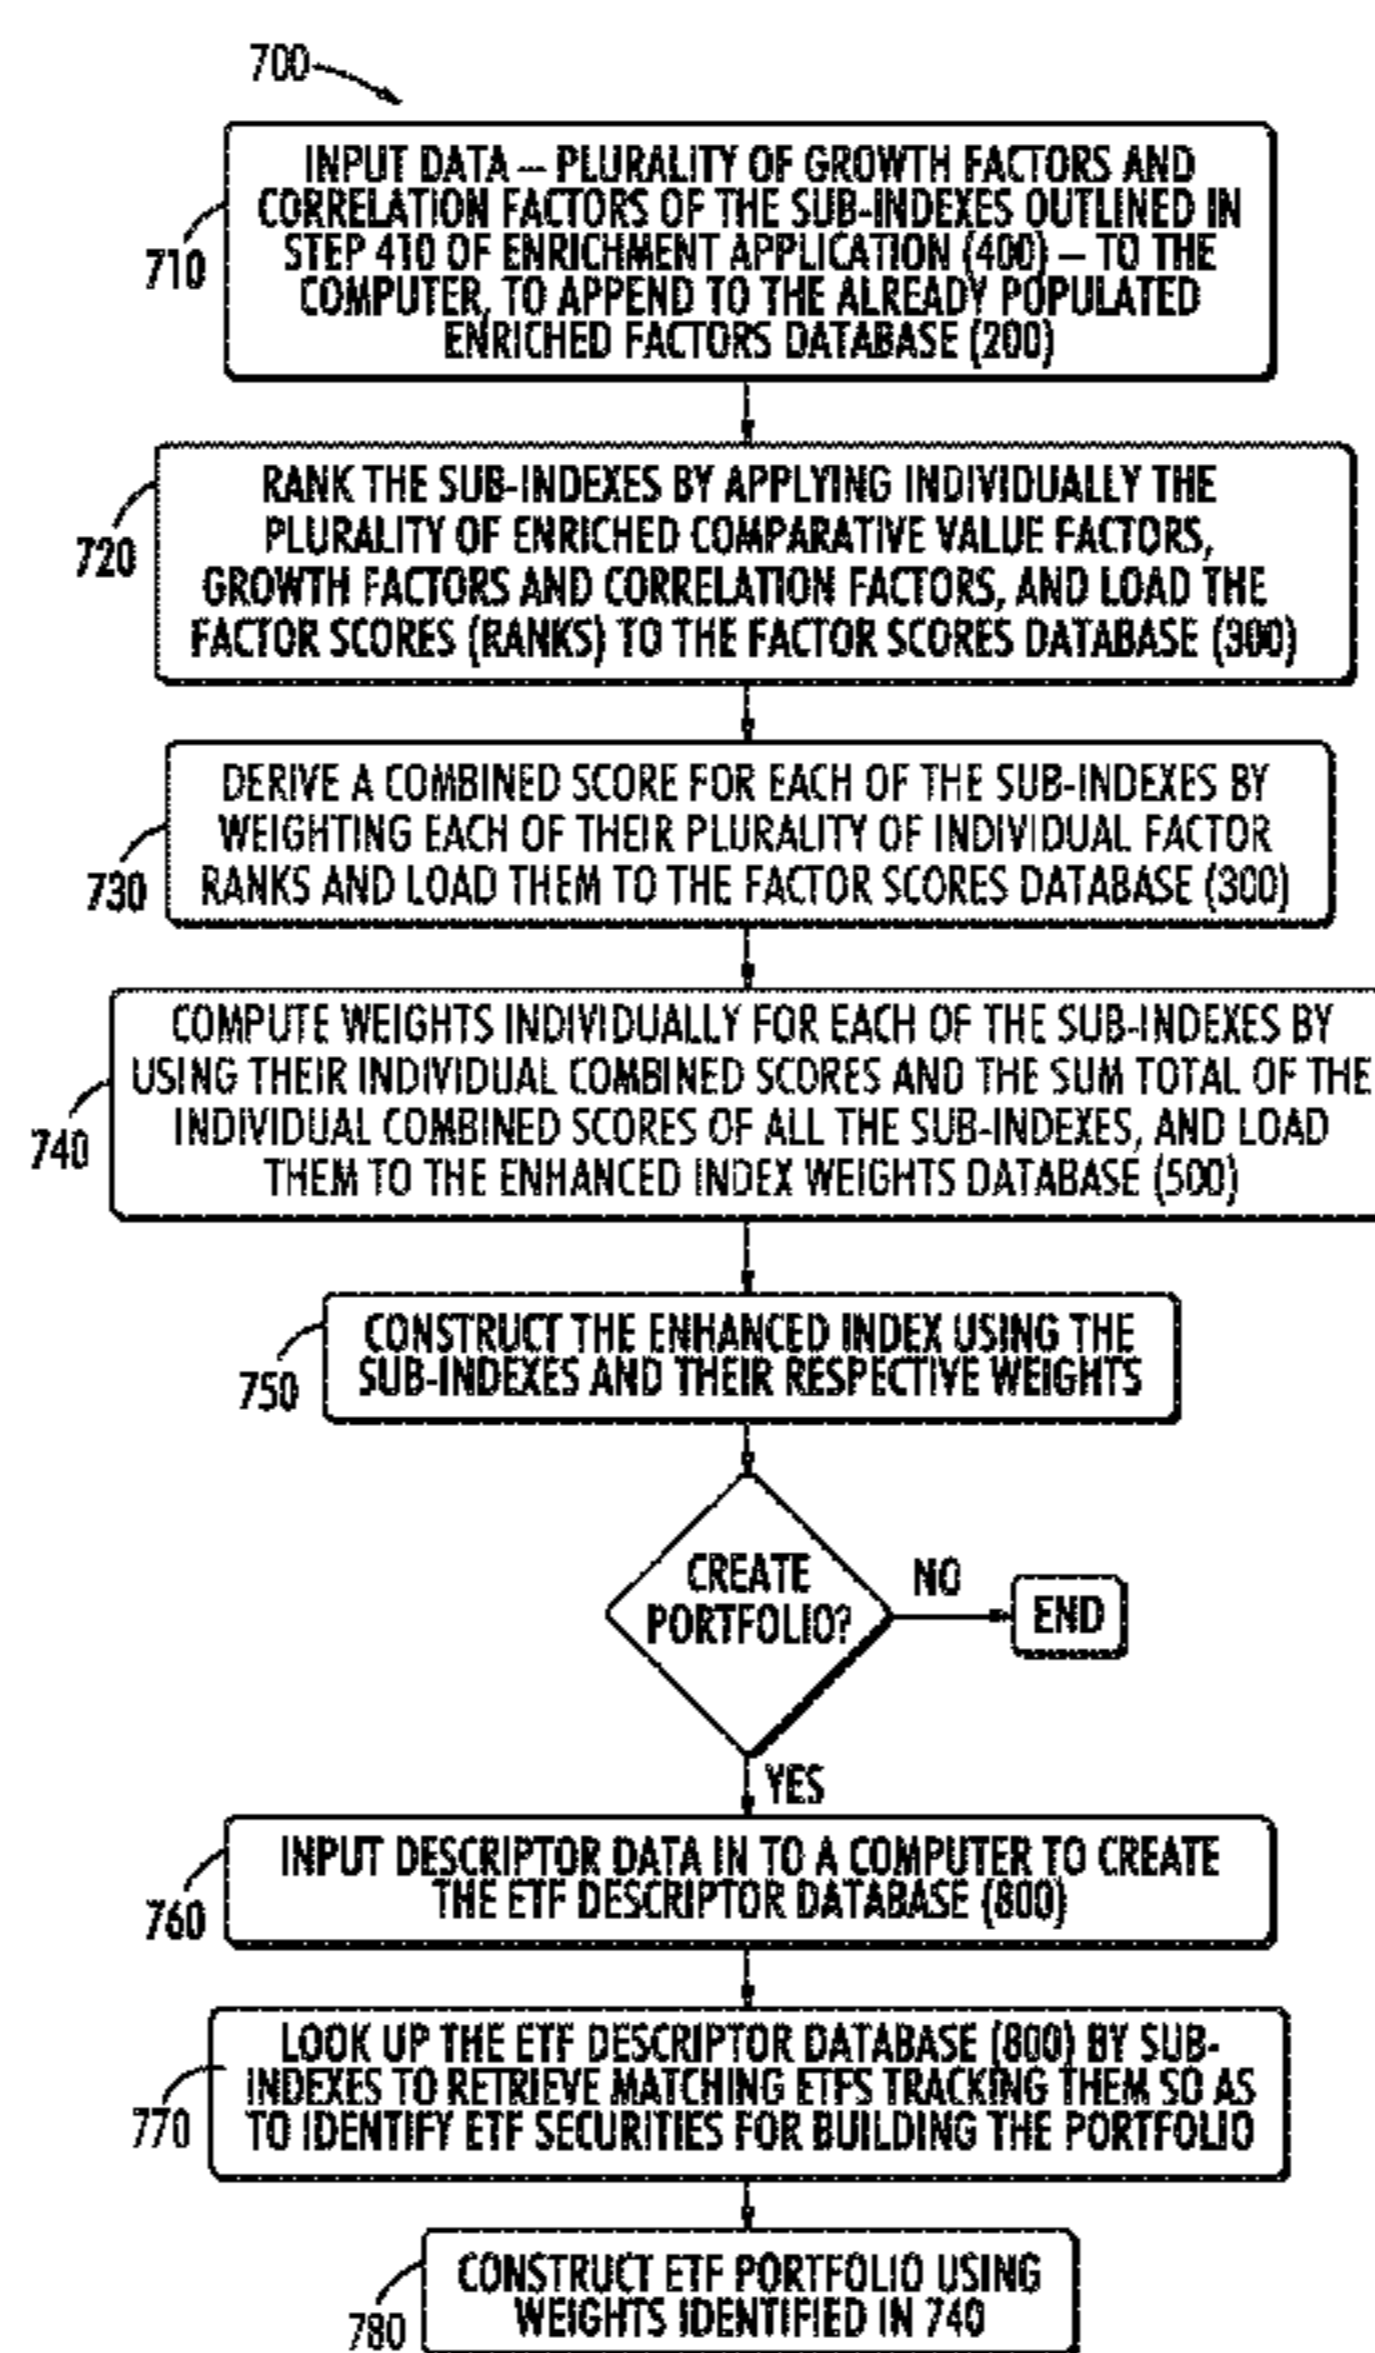 700
INPUT DATA – PLURALITY OF GROWTH FACTORS AND
CORRELATION FACTORS OF THE SUB-INDEXES OUTLINED IN
STEP 410 OF ENRICHMENT APPLICATION (400) – TO THE
COMPUTER, TO APPEND TO THE ALREADY POPULATED
ENRICHED FACTORS DATABASE (200)
710
RANK THE SUB-INDEXES BY APPLYING INDIVIDUALLY THE
PLURALITY OF ENRICHED COMPARATIVE VALUE FACTORS,
GROWTH FACTORS AND CORRELATION FACTORS, AND LOAD THE
FACTOR SCORES (RANKS) TO THE FACTOR SCORES DATABASE (300)
720
DERIVE A COMBINED SCORE FOR EACH OF THE SUB-INDEXES BY
WEIGHTING EACH OF THEIR PLURALITY OF INDIVIDUAL FACTOR
RANKS AND LOAD THEM TO THE FACTOR SCORES DATABASE (300)
730
COMPUTE WEIGHTS INDIVIDUALLY FOR EACH OF THE SUB-INDEXES BY
USING THEIR INDIVIDUAL COMBINED SCORES AND THE SUM TOTAL OF THE
INDIVIDUAL COMBINED SCORES OF ALL THE SUB-INDEXES, AND LOAD
THEM TO THE ENHANCED INDEX WEIGHTS DATABASE (500)
740
CONSTRUCT THE ENHANCED INDEX USING THE
SUB-INDEXES AND THEIR RESPECTIVE WEIGHTS
750
CREATE
PORTFOLIO?
NO
END
YES
INPUT DESCRIPTOR DATA IN TO A COMPUTER TO CREATE
THE ETF DESCRIPTOR DATABASE (800)
760
LOOK UP THE ETF DESCRIPTOR DATABASE (800) BY SUB-
INDEXES TO RETRIEVE MATCHING ETFS TRACKING THEM SO AS
TO IDENTIFY ETF SECURITIES FOR BUILDING THE PORTFOLIO
770
CONSTRUCT ETF PORTFOLIO USING
WEIGHTS IDENTIFIED IN 740
780